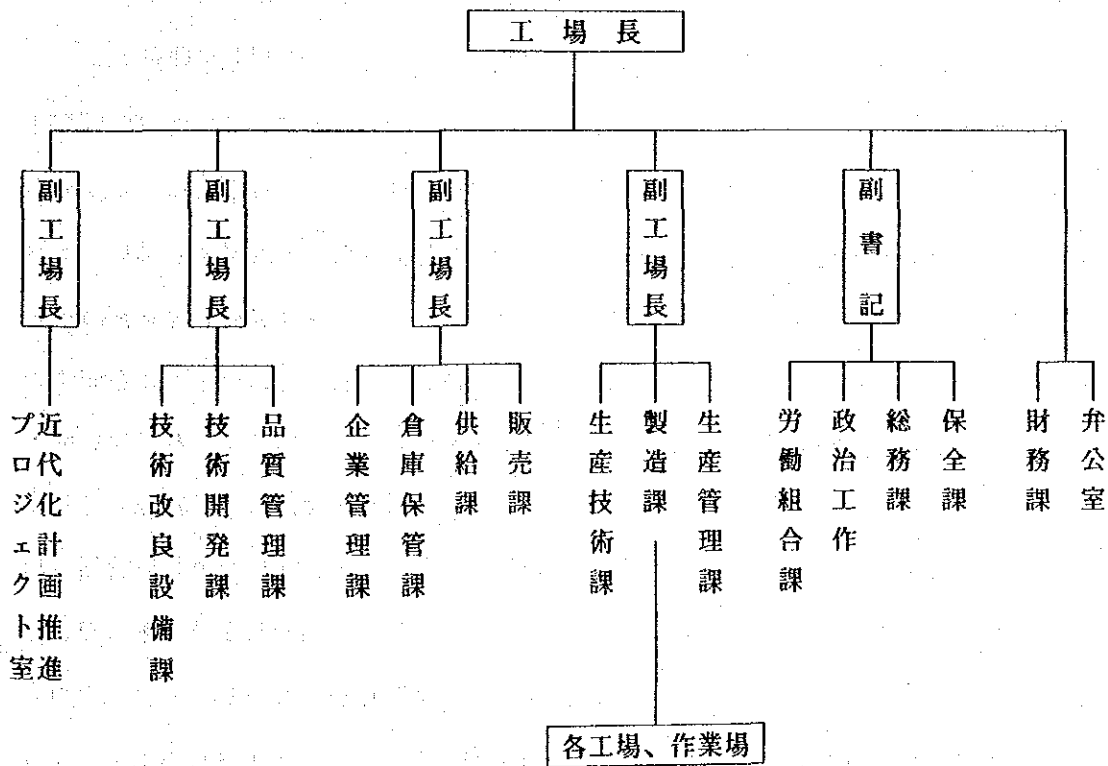 工場長
副工場長
副工場長
副工場長
副工場長
副書記
近代化計画推進
プロジェクト室
技術改良設備課
技術開発課
品質管理課
企業管理課
倉庫保管課
供給課
販売課
生産技術課
製造課
生産管理課
労働組合課
政治工作
総務課
保全課
財務課
弁公室
各工場、作業場